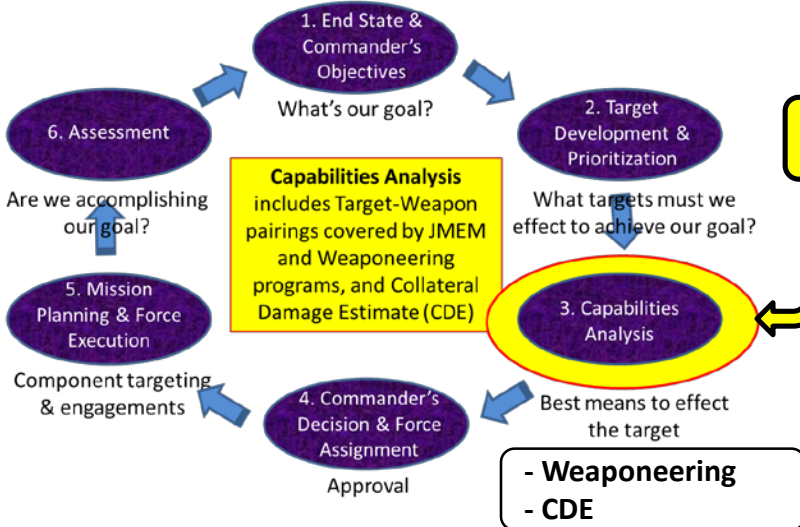 1. End State &
Commander's
Objectives
What's our goal?
2. Target
Development &
Prioritization
What targets must we
effect to achieve our goal?
3. Capabilities
Analysis
Best means to effect
the target
- Weaponeering
- CDE
4. Commander's
Decision & Force
Assignment
Approval
5. Mission
Planning & Force
Execution
Component targeting
& engagements
6. Assessment
Are we accomplishing
our goal?
Capabilities Analysis
includes Target-Weapon
pairings covered by JMEM
and Weaponeering
programs, and Collateral
Damage Estimate (CDE)